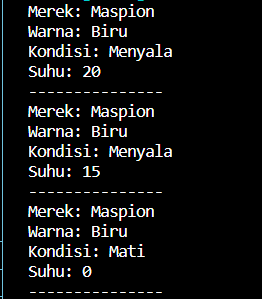 Merek: Maspion
Warna: Biru
Kondisi: Menyala
Suhu: 20
---------------
Merek: Maspion
Warna: Biru
Kondisi: Menyala
Suhu: 15
---------------
Merek: Maspion
Warna: Biru
Kondisi: Mati
Suhu: 0
---------------